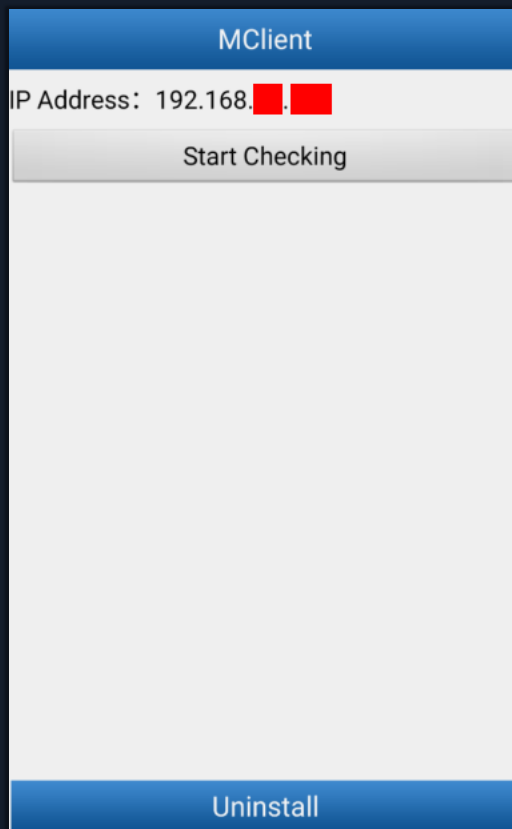 MClient
IP Address：192.168. .
Start Checking
Uninstall